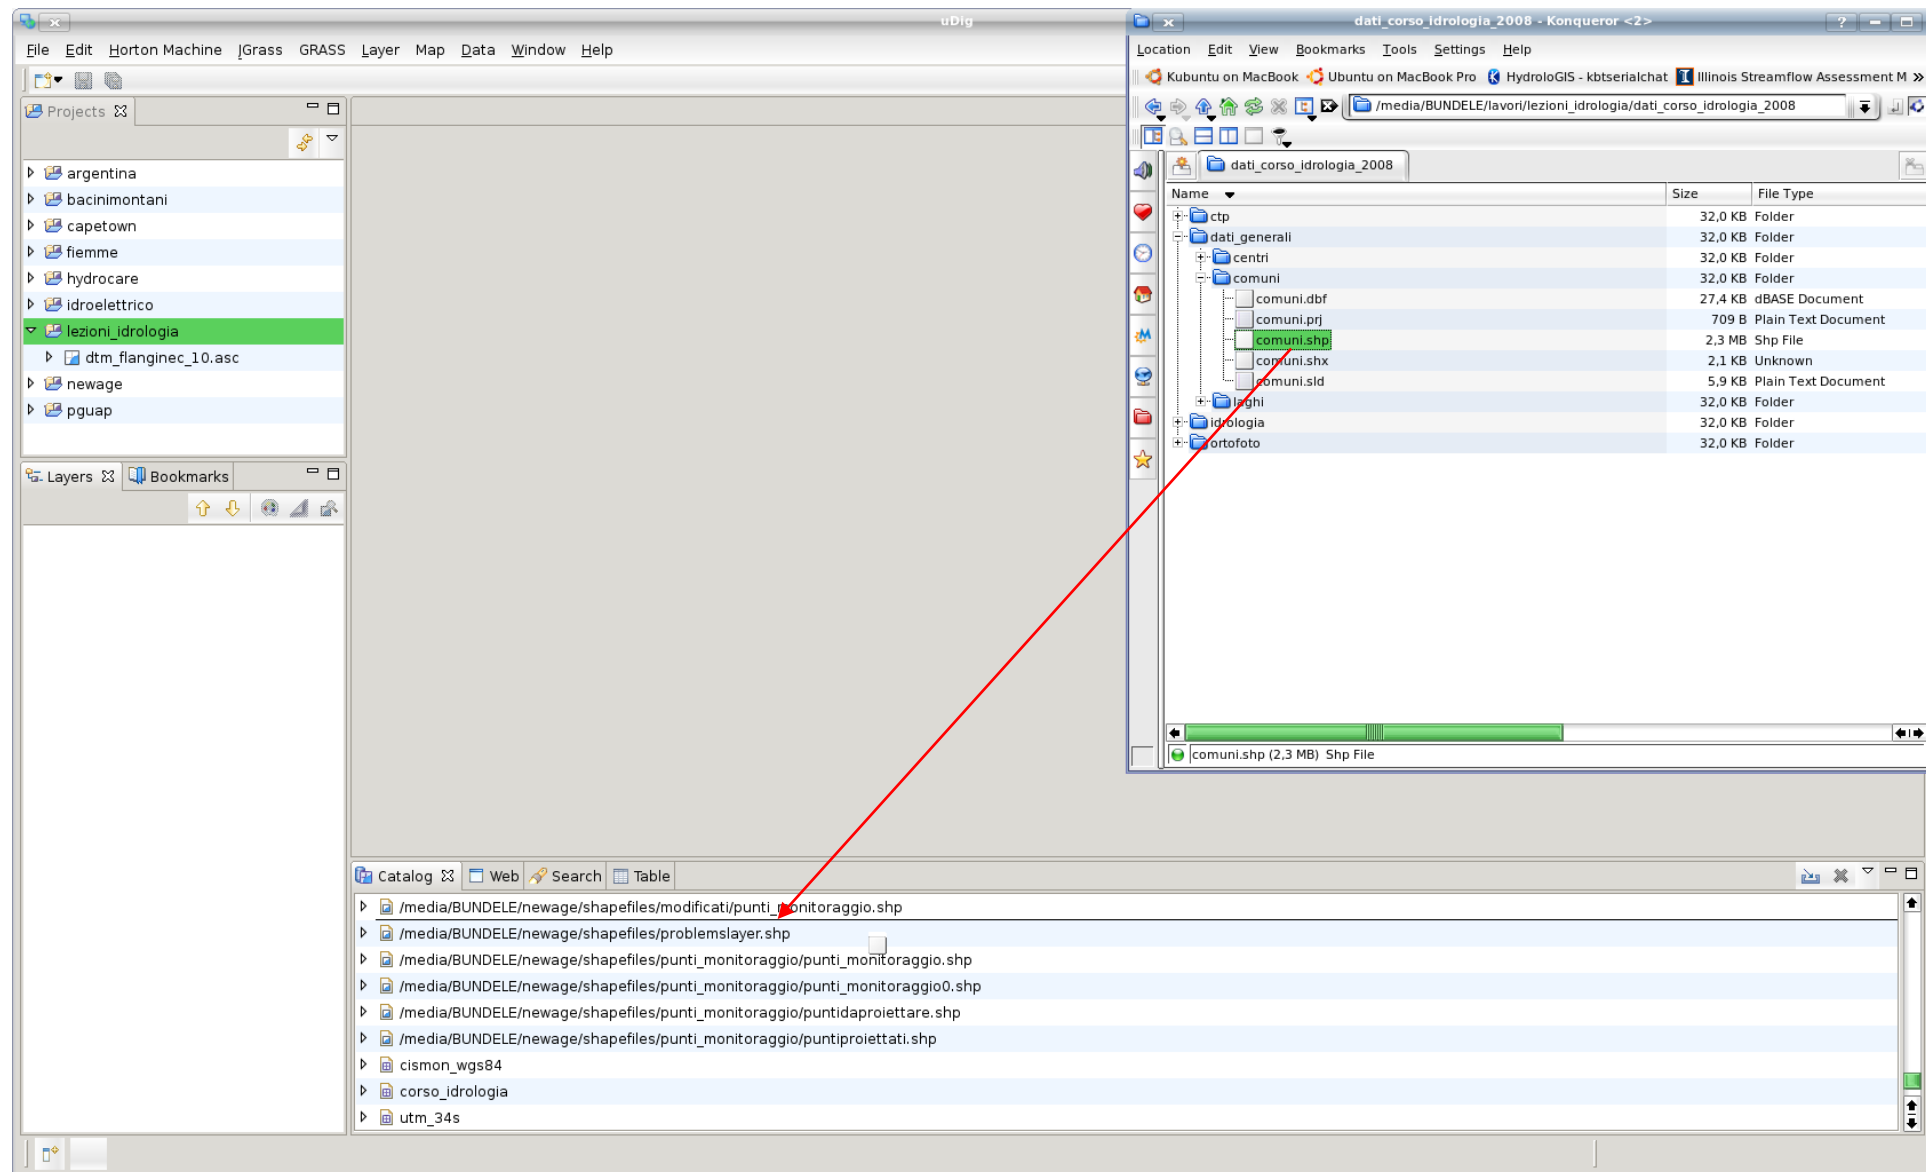 uDig
File Edit Horton Machine JGrass GRASS Layer Map Data Window Help
Projects
argentina
bacinimontani
capetown
fiemme
hydrocare
idroelettrico
lezioni_idrologia
dtm_flanginec_10.asc
newage
pguap
Layers Bookmarks
dati_corso_idrologia_2008 - Konqueror <2>
Location Edit View Bookmarks Tools Settings Help
Kubuntu on MacBook Ubuntu on MacBook Pro HydroloGIS - kbtserialchat Illinois Streamflow Assessment M »
/media/BUNDELE/lavori/lezioni_idrologia/dati_corso_idrologia_2008
dati_corso_idrologia_2008
Name Size File Type
ctp 32,0 KB Folder
dati_generali 32,0 KB Folder
centri 32,0 KB Folder
comuni 32,0 KB Folder
comuni.dbf 27,4 KB dBASE Document
comuni.prj 709 B Plain Text Document
comuni.shp 2,3 MB Shp File
comuni.shx 2,1 KB Unknown
comuni.sld 5,9 KB Plain Text Document
laghi 32,0 KB Folder
idrologia 32,0 KB Folder
ortofoto 32,0 KB Folder
comuni.shp (2,3 MB) Shp File
Catalog Web Search Table
/media/BUNDELE/newage/shapefiles/modificati/punti_monitoraggio.shp
/media/BUNDELE/newage/shapefiles/problemslayer.shp
/media/BUNDELE/newage/shapefiles/punti_monitoraggio/punti_monitoraggio.shp
/media/BUNDELE/newage/shapefiles/punti_monitoraggio/punti_monitoraggio0.shp
/media/BUNDELE/newage/shapefiles/punti_monitoraggio/puntidaproiettare.shp
/media/BUNDELE/newage/shapefiles/punti_monitoraggio/puntiproiettati.shp
cismon_wgs84
corso_idrologia
utm_34s